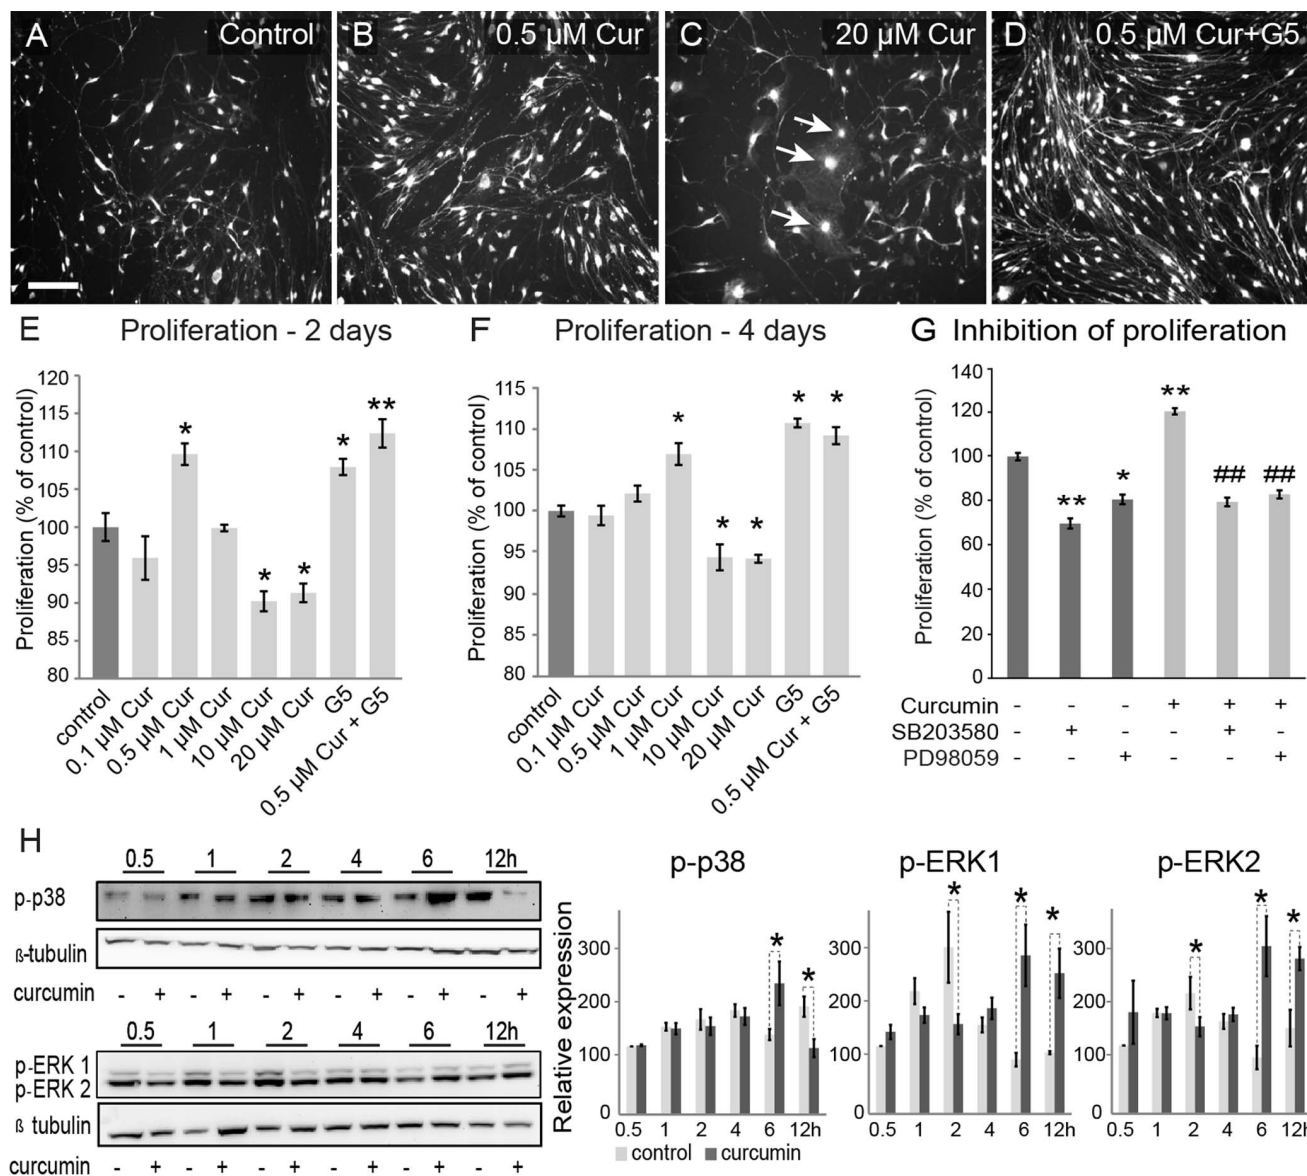 A Control
B 0.5 µM Cur
C 20 µM Cur
D 0.5 µM Cur+G5
E Proliferation - 2 days
Proliferation (% of control)
120
115
110
105
100
95
90
85
80
* * * * **
control
0.1 µM Cur
0.5 µM Cur
1 µM Cur
10 µM Cur
20 µM Cur
G5
0.5 µM Cur + G5
F Proliferation - 4 days
Proliferation (% of control)
115
110
105
100
95
90
85
80
* * * * *
control
0.1 µM Cur
0.5 µM Cur
1 µM Cur
10 µM Cur
20 µM Cur
G5
0.5 µM Cur + G5
G Inhibition of proliferation
Proliferation (% of control)
140
120
100
80
60
40
20
0
** * ** ## ##
Curcumin - - - + + +
SB203580 - + - - + -
PD98059 - - + - - +
H
0.5 1 2 4 6 12h
p-p38
ß-tubulin
curcumin - + - + - + - + - + - +
0.5 1 2 4 6 12h
p-ERK 1
p-ERK 2
ß tubulin
curcumin - + - + - + - + - + - +
Relative expression
p-p38
300
200
100
0
* *
0.5 1 2 4 6 12h
p-ERK1
300
200
100
0
* * *
0.5 1 2 4 6 12h
p-ERK2
300
200
100
0
* * *
0.5 1 2 4 6 12h
control curcumin